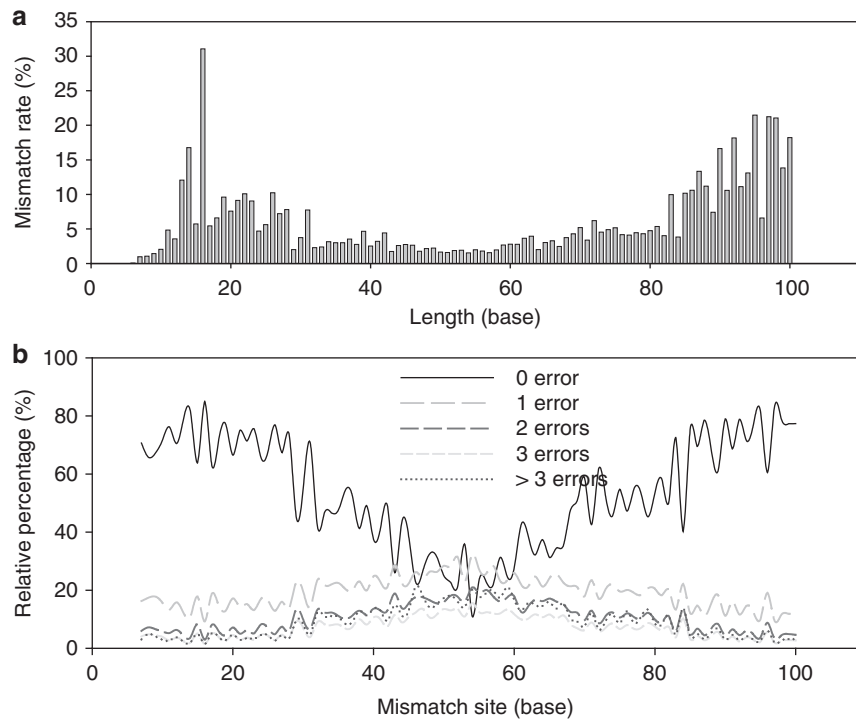 a
35
30
25
20
15
10
5
0
Mismatch rate (%)
0 20 40 60 80 100
Length (base)
b
100
80
60
40
20
0
Relative percentage (%)
0 error
1 error
2 errors
3 errors
> 3 errors
0 20 40 60 80 100
Mismatch site (base)